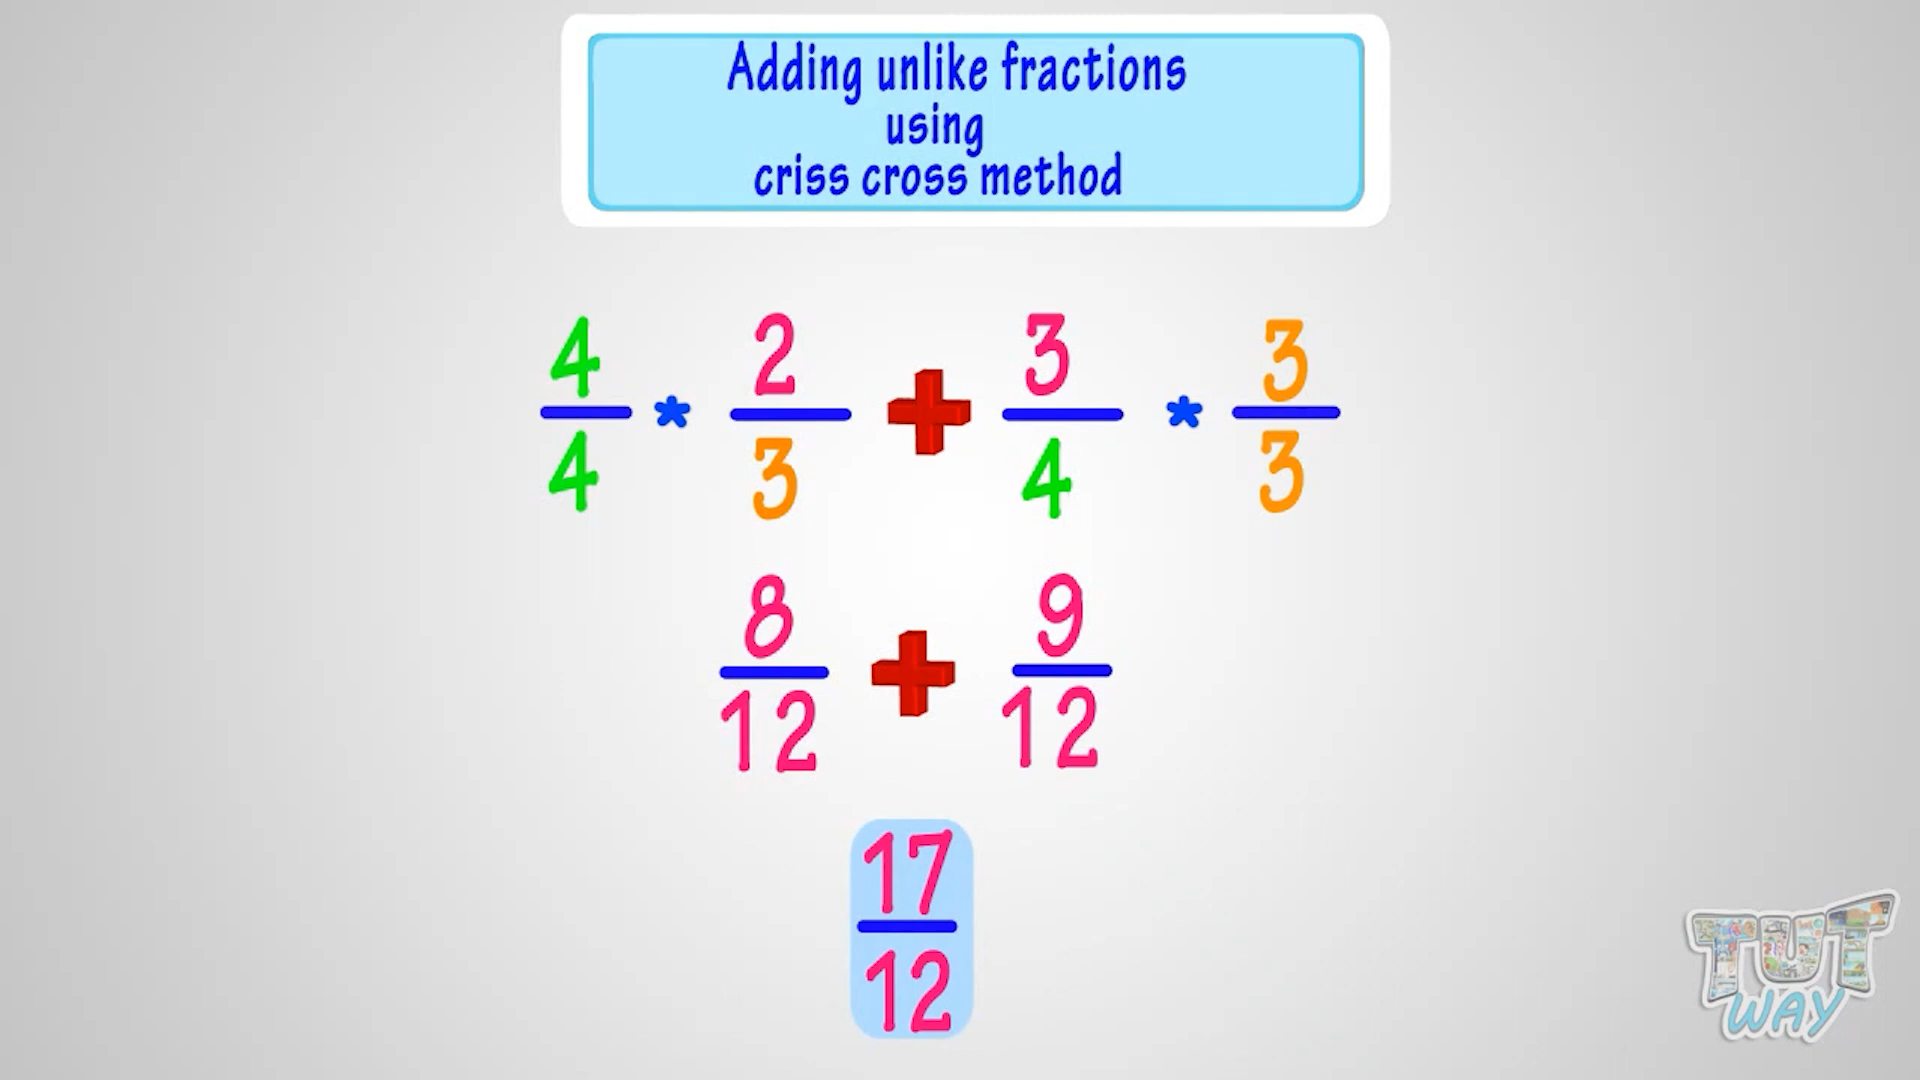 Adding unlike fractions
using
criss cross method
4/4 * 2/3 + 3/4 * 3/3
8/12 + 9/12
17/12
TUT
WAY